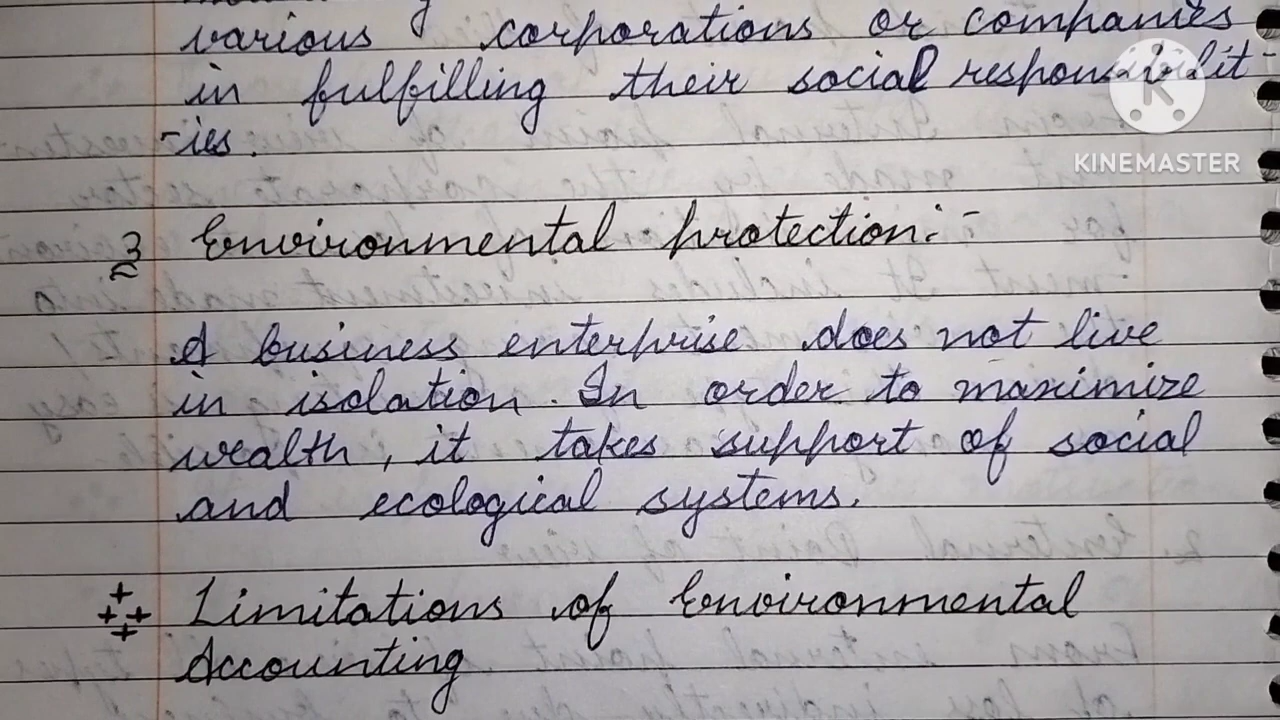 various corporations or companies
in fulfilling their social responsibilit-
-ies.
3 Environmental protection:-
A business enterprise does not live
in isolation. In order to maximize
wealth, it takes support of social
and ecological systems.
Limitations of Environmental
Accounting
KINEMASTER